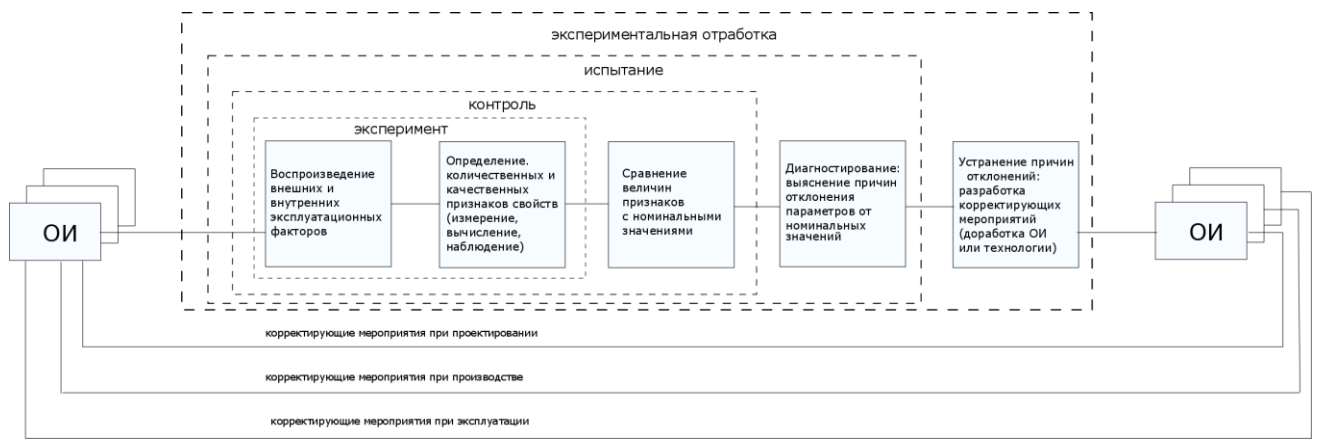 экспериментальная отработка
испытание
контроль
эксперимент
Воспроизведение
внешних и
внутренних
эксплуатационных
факторов
Определение.
количественных и
качественных
признаков свойств
(измерение,
вычисление,
наблюдение)
Сравнение
величин
признаков
с номинальными
значениями
Диагностирование:
выяснение причин
отклонения
параметров от
номинальных
значений
Устранение причин
отклонений:
разработка
корректирующих
мероприятий
(доработка ОИ
или технологии)
ОИ
ОИ
корректирующие мероприятия при проектировании
корректирующие мероприятия при производстве
корректирующие мероприятия при эксплуатации